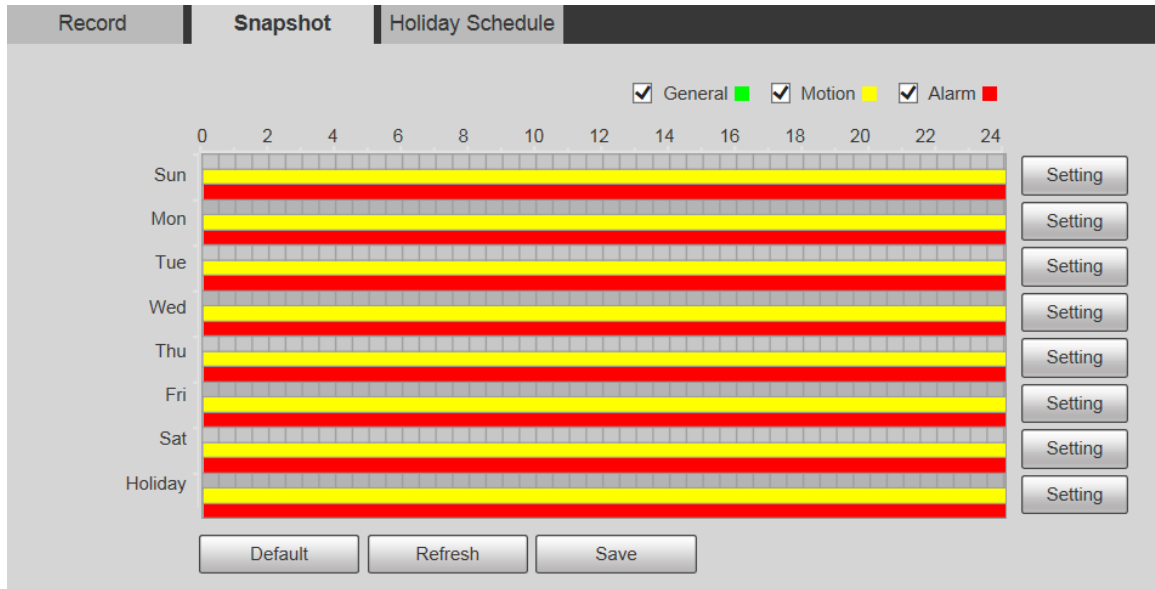 Record Snapshot Holiday Schedule
General Motion Alarm
0 2 4 6 8 10 12 14 16 18 20 22 24
Sun Setting
Mon Setting
Tue Setting
Wed Setting
Thu Setting
Fri Setting
Sat Setting
Holiday Setting
Default Refresh Save